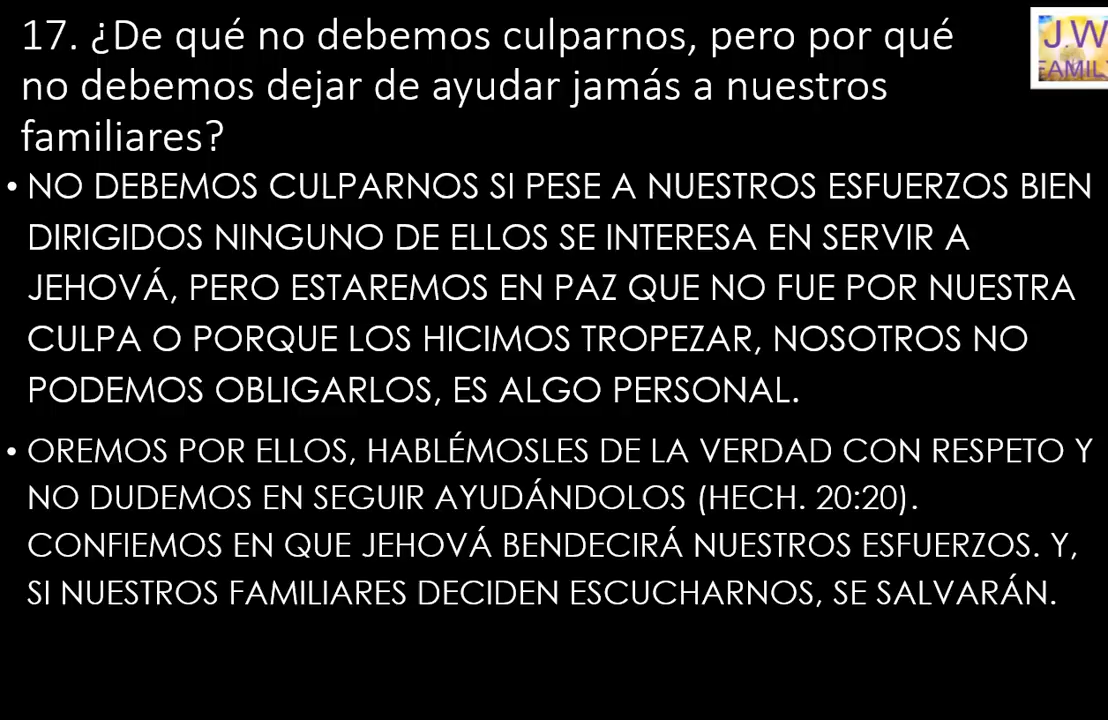 17. ¿De qué no debemos culparnos, pero por qué
no debemos dejar de ayudar jamás a nuestros
familiares?
J.W
FAMIL
• NO DEBEMOS CULPARNOS SI PESE A NUESTROS ESFUERZOS BIEN
DIRIGIDOS NINGUNO DE ELLOS SE INTERESA EN SERVIR A
JEHOVÁ, PERO ESTAREMOS EN PAZ QUE NO FUE POR NUESTRA
CULPA O PORQUE LOS HICIMOS TROPEZAR, NOSOTROS NO
PODEMOS OBLIGARLOS, ES ALGO PERSONAL.
• OREMOS POR ELLOS, HABLÉMOSLES DE LA VERDAD CON RESPETO Y
NO DUDEMOS EN SEGUIR AYUDÁNDOLOS (HECH. 20:20).
CONFIEMOS EN QUE JEHOVÁ BENDECIRÁ NUESTROS ESFUERZOS. Y,
SI NUESTROS FAMILIARES DECIDEN ESCUCHARNOS, SE SALVARÁN.